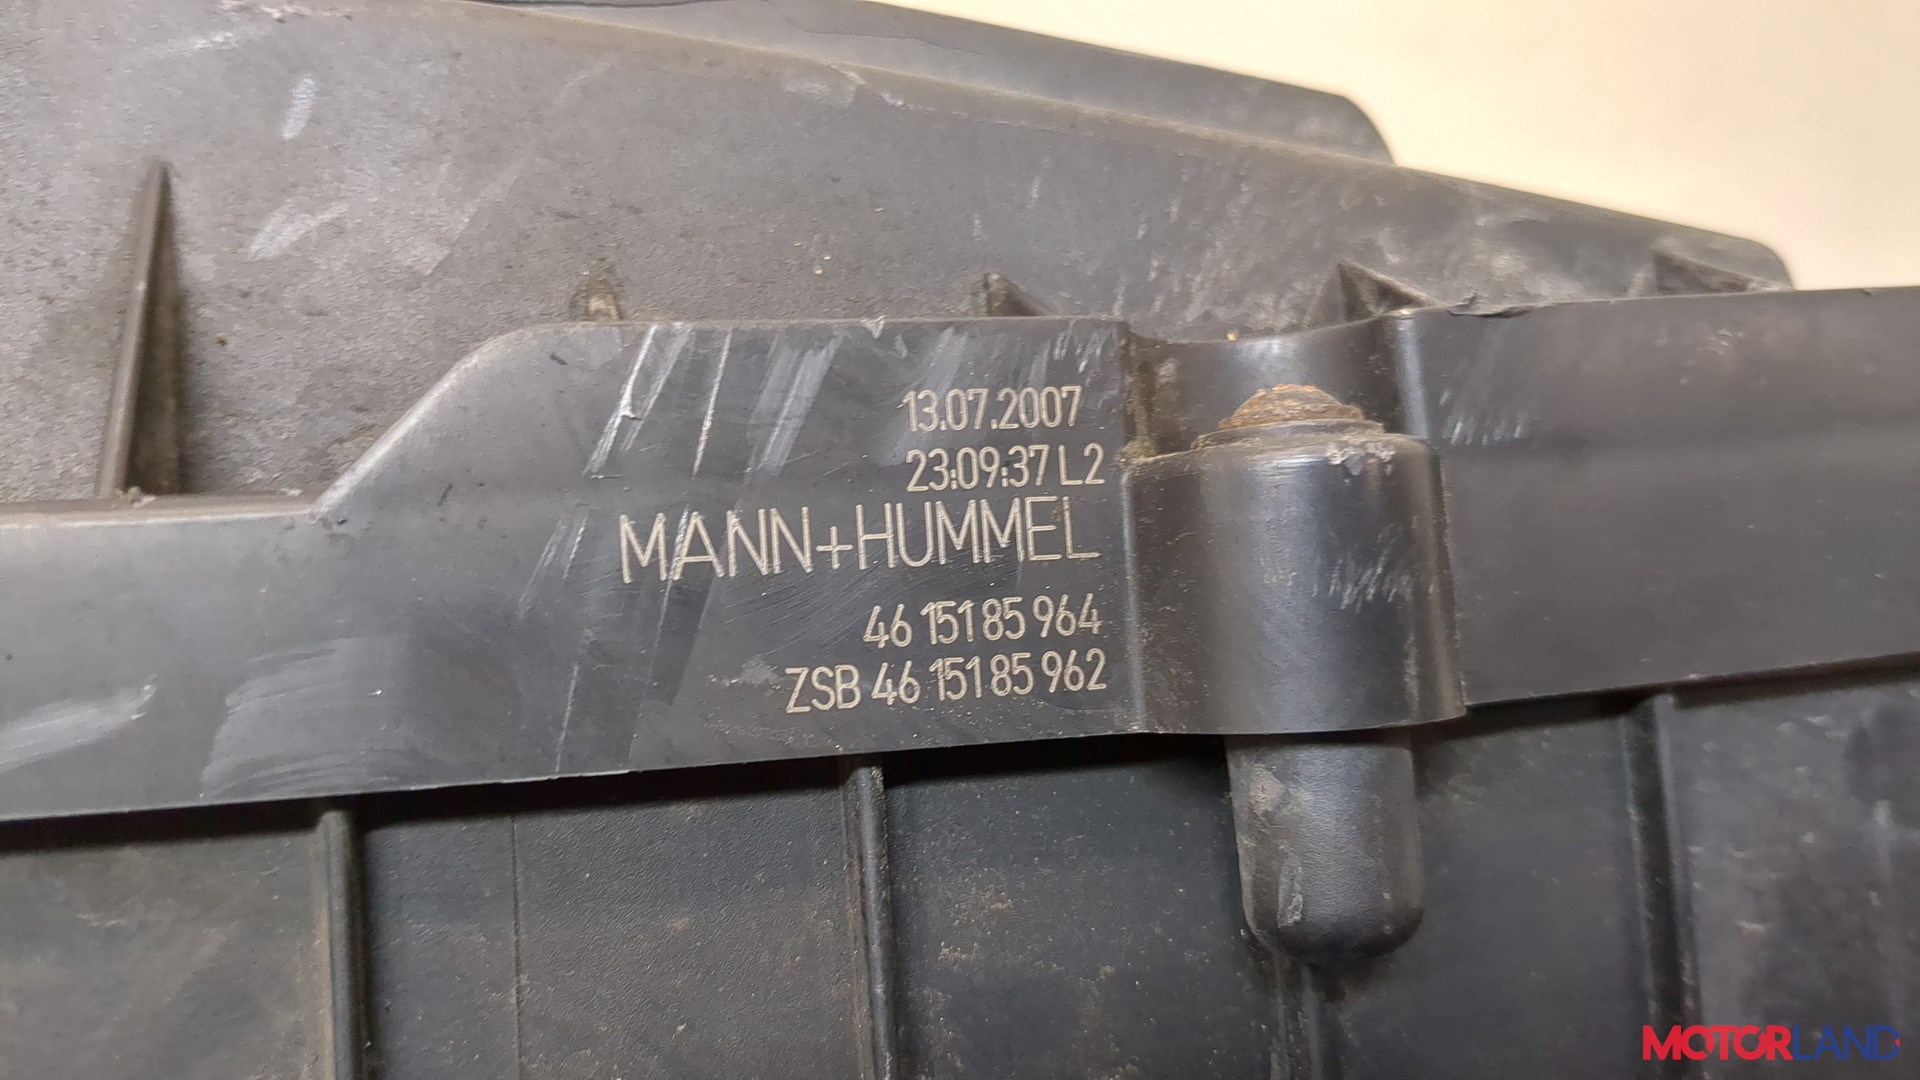 13.07.2007
23:09:37 L2
MANN+HUMMEL
46 151 85 964
ZSB 46 151 85 962
MOTORLAND